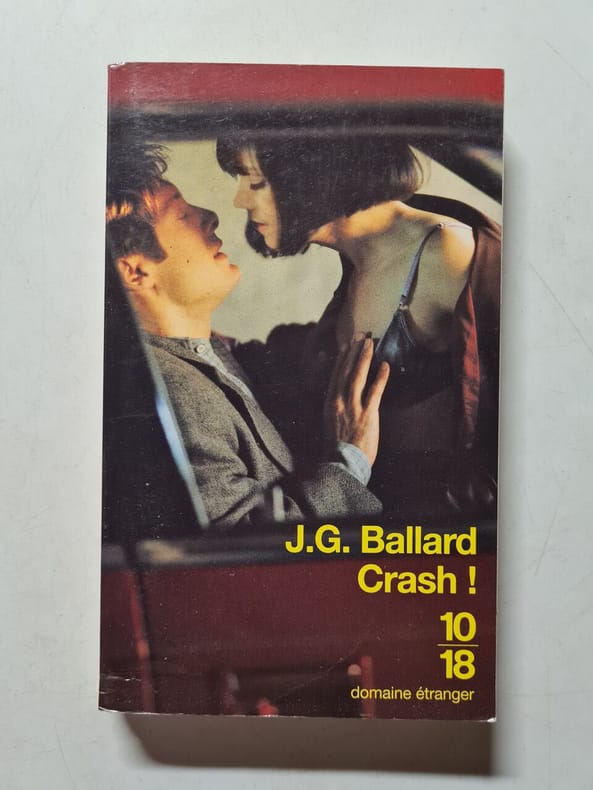 J.G. Ballard
Crash !
10
18
domaine étranger